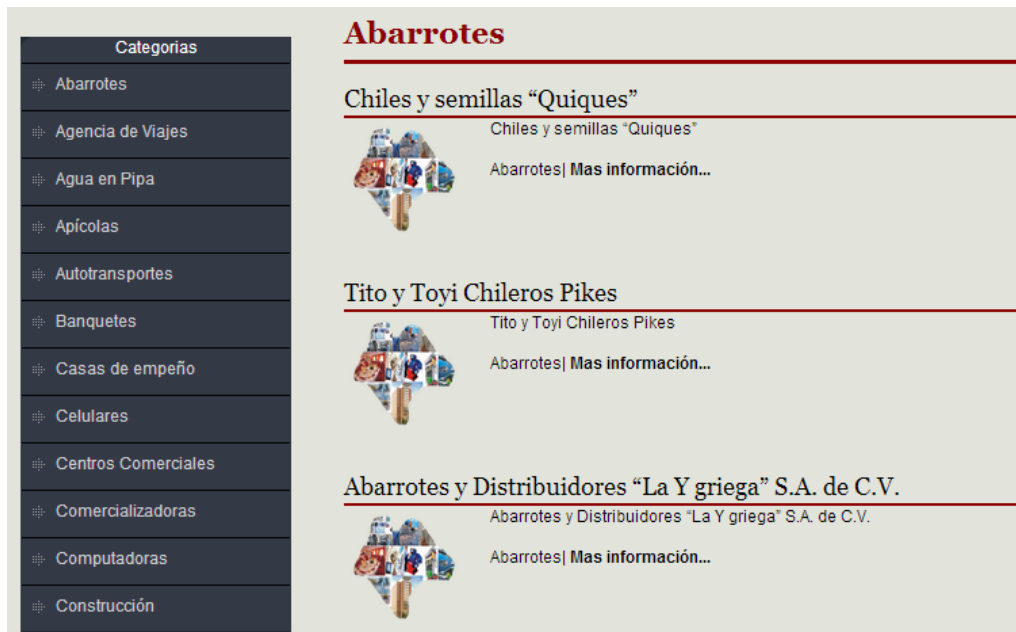 Categorias
Abarrotes
Agencia de Viajes
Agua en Pipa
Apícolas
Autotransportes
Banquetes
Casas de empeño
Celulares
Centros Comerciales
Comercializadoras
Computadoras
Construcción
Abarrotes
Chiles y semillas “Quiques”
Chiles y semillas “Quiques”
Abarrotes| Mas información...
Tito y Toyi Chileros Pikes
Tito y Toyi Chileros Pikes
Abarrotes| Mas información...
Abarrotes y Distribuidores “La Y griega” S.A. de C.V.
Abarrotes y Distribuidores “La Y griega” S.A. de C.V.
Abarrotes| Mas información...